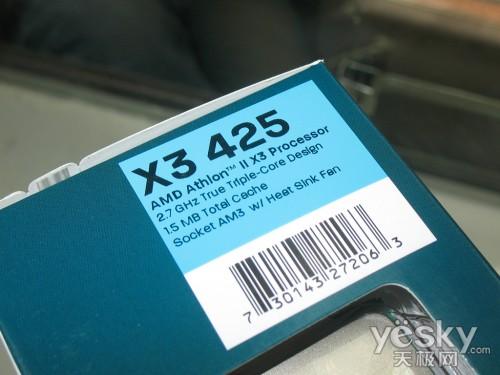 X3 425
AMD Athlon™ II X3 Processor
2.7 GHz True Triple-Core Design
1.5 MB Total Cache
Socket AM3 w/ Heat Sink Fan
7 30143 27206 3
yesky
天极网